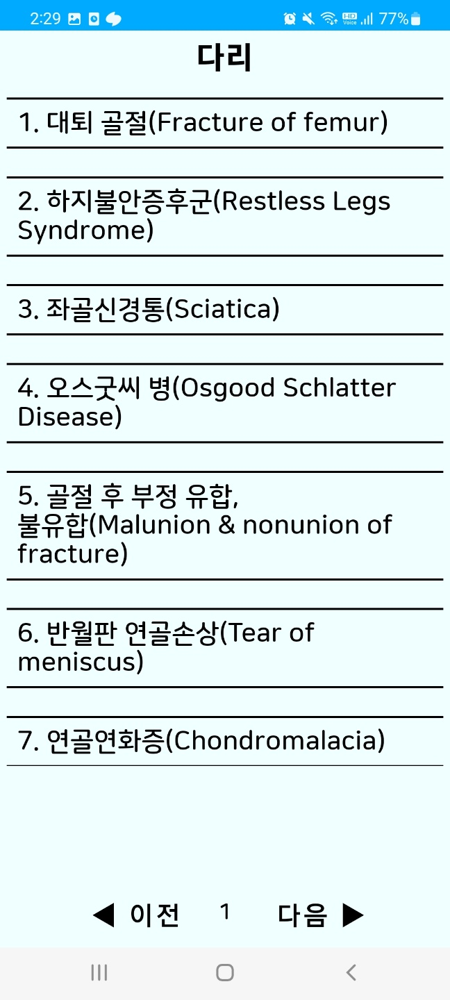 2:29
HD Voice
77%
다리
1. 대퇴 골절(Fracture of femur)
2. 하지불안증후군(Restless Legs
Syndrome)
3. 좌골신경통(Sciatica)
4. 오스굿씨 병(Osgood Schlatter
Disease)
5. 골절 후 부정 유합,
불유합(Malunion & nonunion of
fracture)
6. 반월판 연골손상(Tear of
meniscus)
7. 연골연화증(Chondromalacia)
◀ 이전 1 다음 ▶